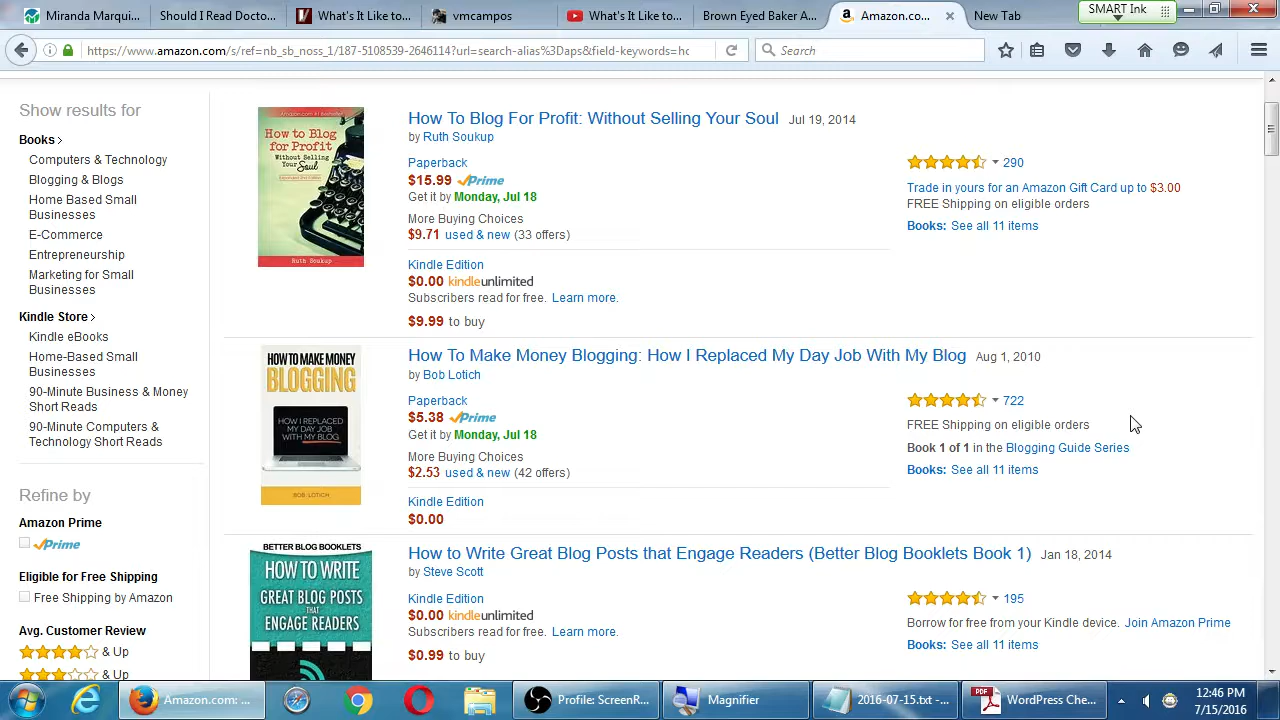 Miranda Marqui...
Should I Read Docto...
What's It Like to...
vmcampos
What's It Like to...
Brown Eyed Baker A...
Amazon.co...
New Tab
SMART Ink
https://www.amazon.com/s/ref=nb_sb_noss_1/187-5108539-2646114?url=search-alias%3Daps&field-keywords=hc
Search
Show results for
Books
Computers & Technology
Blogging & Blogs
Home Based Small
Businesses
E-Commerce
Entrepreneurship
Marketing for Small
Businesses
Kindle Store
Kindle eBooks
Home-Based Small
Businesses
90-Minute Business & Money
Short Reads
90-Minute Computers &
Technology Short Reads
Refine by
Amazon Prime
Prime
Eligible for Free Shipping
Free Shipping by Amazon
Avg. Customer Review
& Up
& Up
Amazon.com #1 Bestseller
How to Blog
for Profit
Without Selling
Your Soul
Ruth Soukup
How To Blog For Profit: Without Selling Your Soul Jul 19, 2014
by Ruth Soukup
Paperback
$15.99 Prime
Get it by Monday, Jul 18
More Buying Choices
$9.71 used & new (33 offers)
Kindle Edition
$0.00 kindleunlimited
Subscribers read for free. Learn more.
$9.99 to buy
290
Trade in yours for an Amazon Gift Card up to $3.00
FREE Shipping on eligible orders
Books: See all 11 items
HOW TO MAKE MONEY
BLOGGING
HOW I REPLACED
MY DAY JOB
WITH MY BLOG
BOB LOTICH
How To Make Money Blogging: How I Replaced My Day Job With My Blog Aug 1, 2010
by Bob Lotich
Paperback
$5.38 Prime
Get it by Monday, Jul 18
More Buying Choices
$2.53 used & new (42 offers)
Kindle Edition
$0.00
722
FREE Shipping on eligible orders
Book 1 of 1 in the Blogging Guide Series
Books: See all 11 items
BETTER BLOG BOOKLETS
HOW TO WRITE
GREAT BLOG POSTS
THAT
ENGAGE READERS
How to Write Great Blog Posts that Engage Readers (Better Blog Booklets Book 1) Jan 18, 2014
by Steve Scott
Kindle Edition
$0.00 kindleunlimited
Subscribers read for free. Learn more.
$0.99 to buy
195
Borrow for free from your Kindle device. Join Amazon Prime
Books: See all 11 items
Amazon.com: ...
Profile: ScreenR...
Magnifier
2016-07-15.txt -...
PDF
WordPress Che...
12:46 PM
7/15/2016